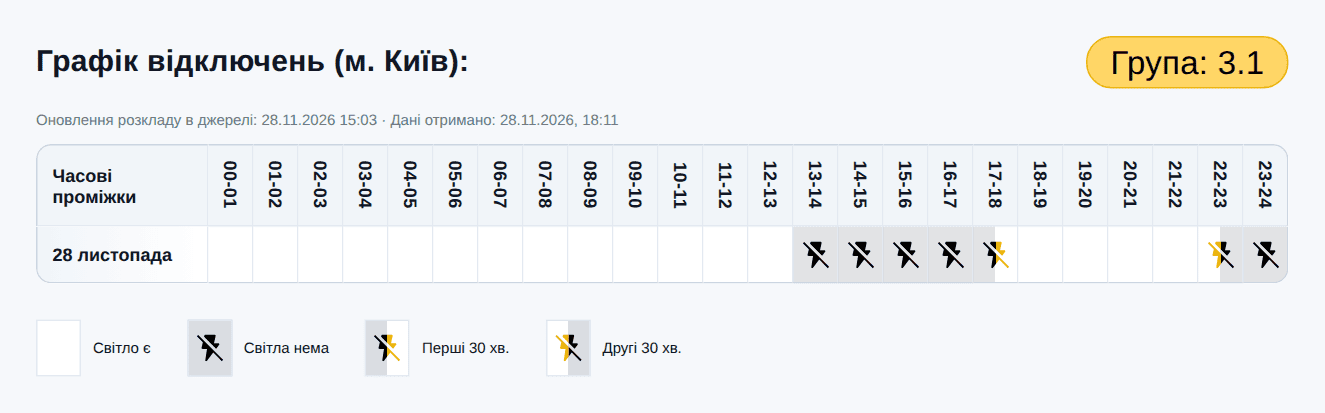 Графік відключень (м. Київ):
Група: 3.1
Оновлення розкладу в джерелі: 28.11.2026 15:03 · Дані отримано: 28.11.2026, 18:11
Часові
проміжки
00-01
01-02
02-03
03-04
04-05
05-06
06-07
07-08
08-09
09-10
10-11
11-12
12-13
13-14
14-15
15-16
16-17
17-18
18-19
19-20
20-21
21-22
22-23
23-24
28 листопада
Світло є
Світла нема
Перші 30 хв.
Другі 30 хв.